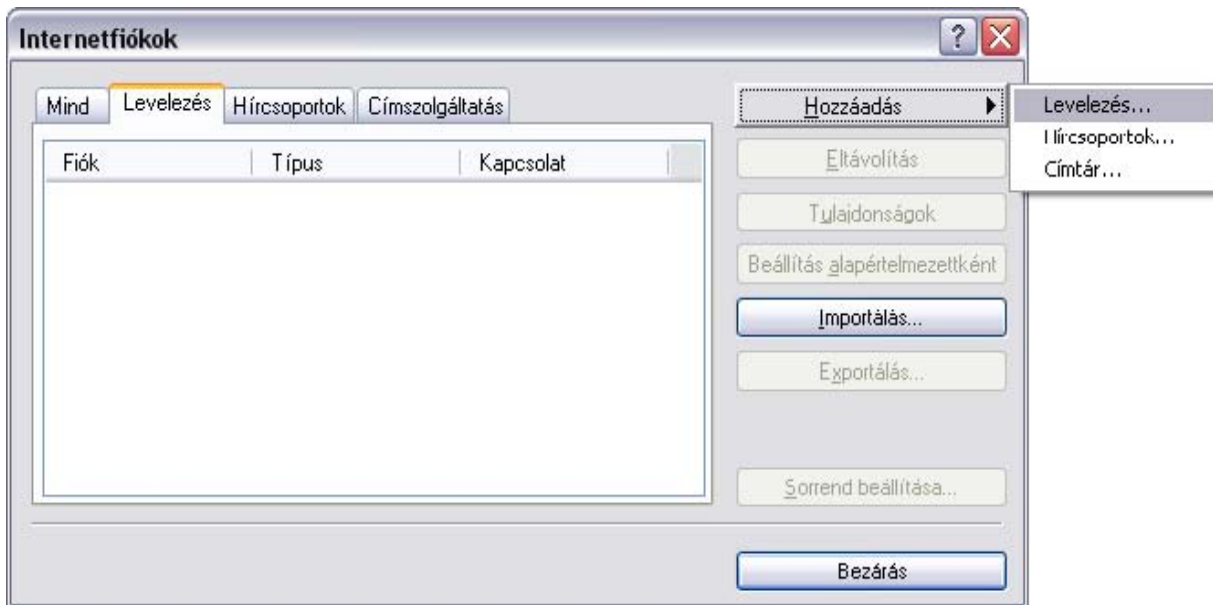 Internetfiókok
Mind Levelezés Hírcsoportok Címszolgáltatás
Fiók Típus Kapcsolat
Hozzáadás
Eltávolítás
Tulajdonságok
Beállítás alapértelmezettként
Importálás...
Exportálás...
Sorrend beállítása...
Bezárás
Levelezés...
Hírcsoportok...
Címtár...